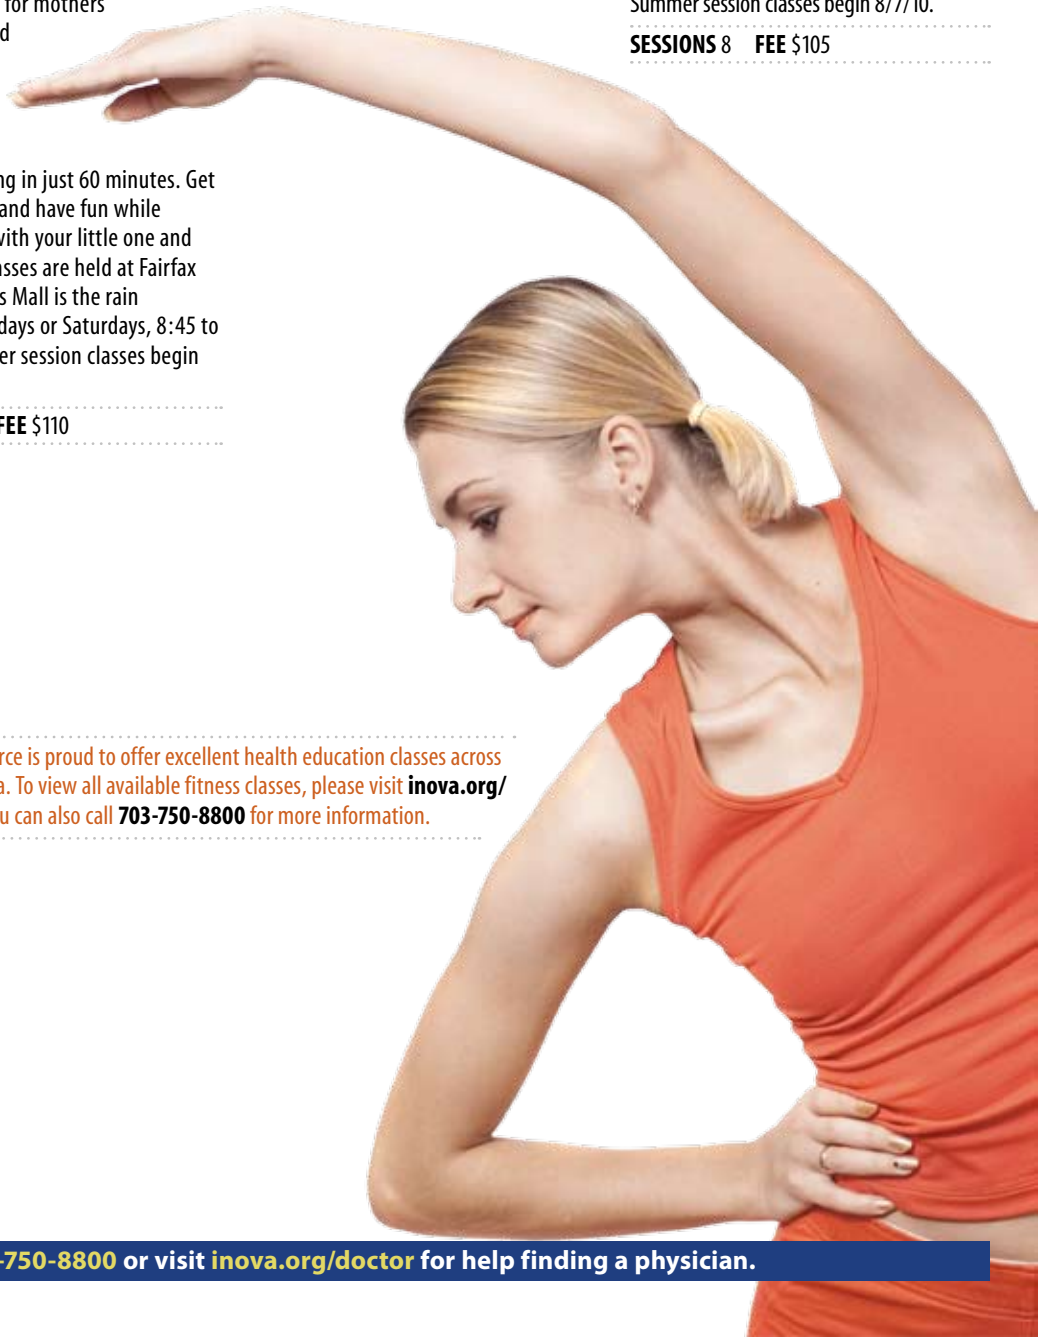 for mothers
d
ng in just 60 minutes. Get
and have fun while
with your little one and
asses are held at Fairfax
s Mall is the rain
days or Saturdays, 8:45 to
er session classes begin
FEE $110
Summer session classes begin 8/7/10.
SESSIONS 8 FEE $105
rce is proud to offer excellent health education classes across
a. To view all available fitness classes, please visit inova.org/
u can also call 703-750-8800 for more information.
-750-8800 or visit inova.org/doctor for help finding a physician.